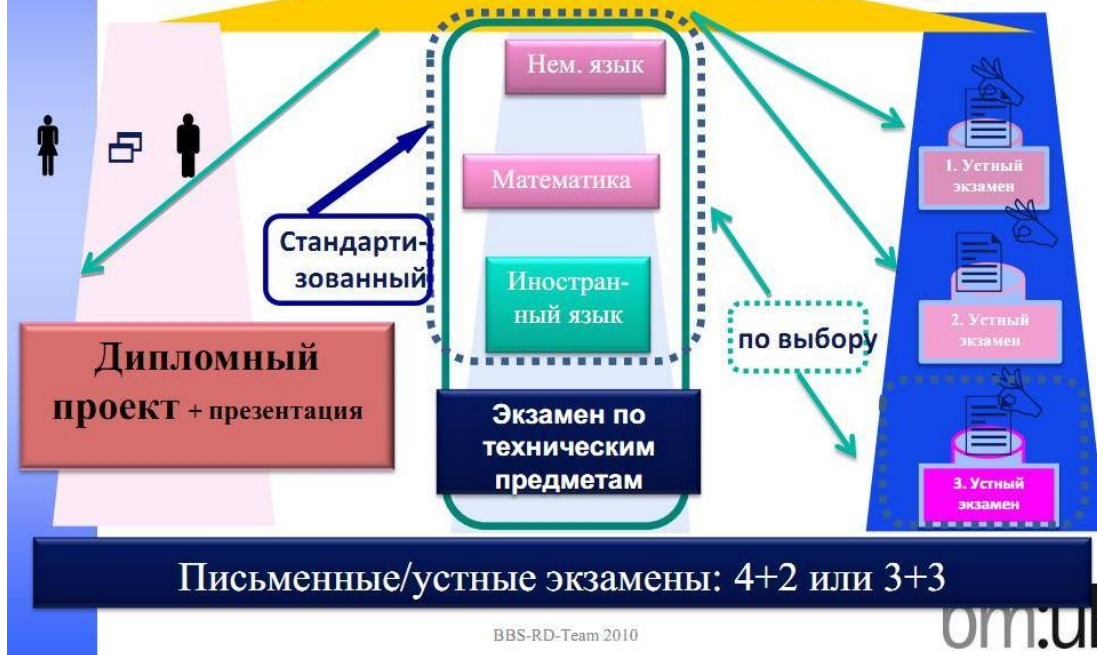 Нем. язык
Математика
Стандарти-
зованный
Иностран-
ный язык
Дипломный
проект + презентация
Экзамен по
техническим
предметам
по выбору
1. Устный
экзамен
2. Устный
экзамен
3. Устный
экзамен
Письменные/устные экзамены: 4+2 или 3+3
BBS-RD-Team 2010
bm:u